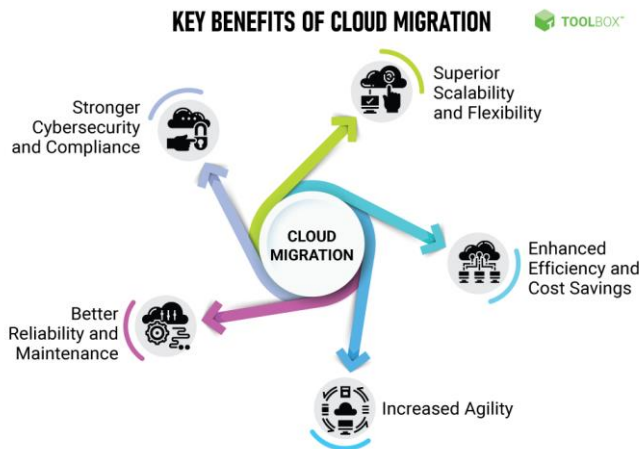 KEY BENEFITS OF CLOUD MIGRATION
TOOLBOX™
Superior
Scalability
and Flexibility
Stronger
Cybersecurity
and Compliance
CLOUD
MIGRATION
Enhanced
Efficiency and
Cost Savings
Better
Reliability and
Maintenance
Increased Agility